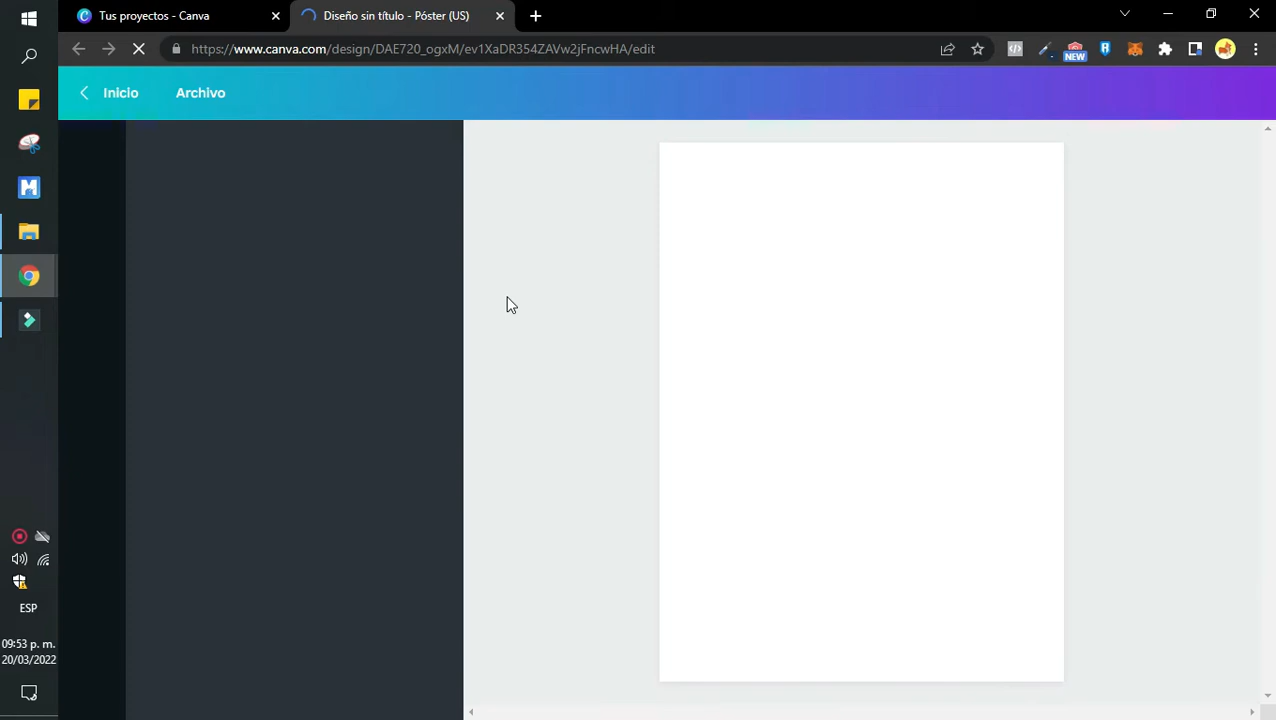 Tus proyectos - Canva
Diseño sin título - Póster (US)
https://www.canva.com/design/DAE720_ogxM/ev1XaDR354ZAVw2jFncwHA/edit
NEW
Inicio
Archivo
ESP
09:53 p. m.
20/03/2022